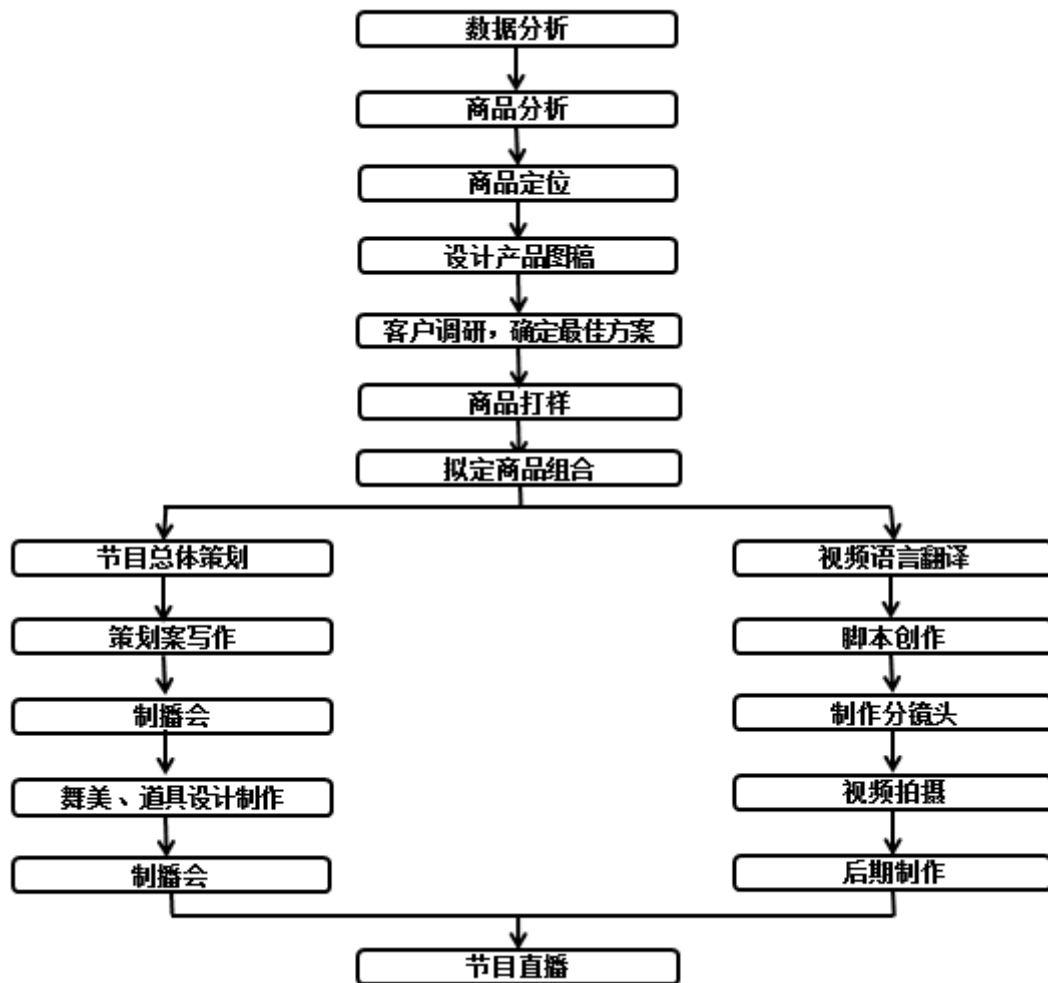 数据分析
商品分析
商品定位
设计产品图稿
客户调研，确定最佳方案
商品打样
拟定商品组合
节目总体策划
视频语言翻译
策划案写作
脚本创作
制播会
制作分镜头
舞美、道具设计制作
视频拍摄
制播会
后期制作
节目直播